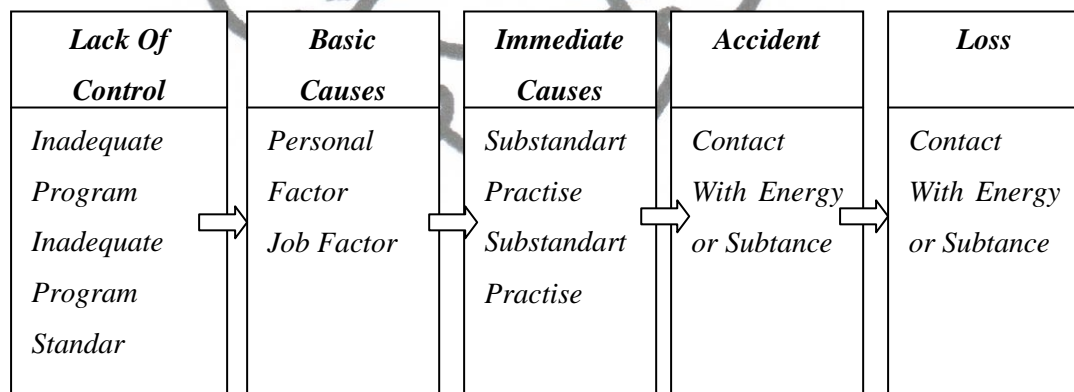 Lack Of
Control
Inadequate
Program
Inadequate
Program
Standar
Basic
Causes
Personal
Factor
Job Factor
Immediate
Causes
Substandart
Practise
Substandart
Practise
Accident
Contact
With Energy
or Subtance
Loss
Contact
With Energy
or Subtance